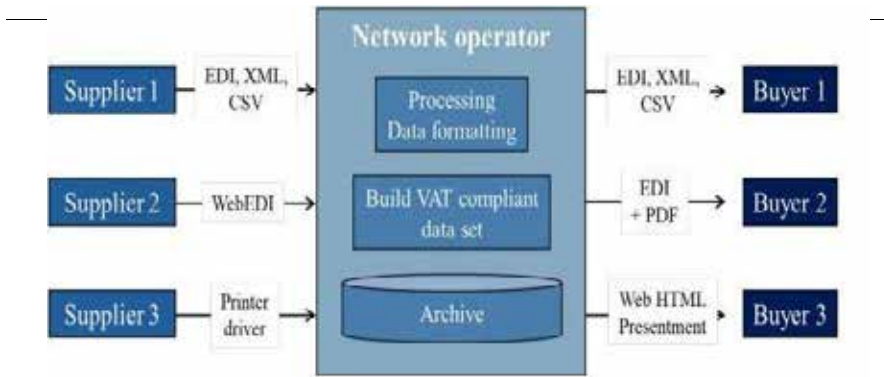 Network operator
Supplier 1
EDI, XML,
CSV
Processing
Data formatting
EDI, XML,
CSV
Buyer 1
Supplier 2
WebEDI
Build VAT compliant
data set
EDI
+ PDF
Buyer 2
Supplier 3
Printer
driver
Archive
Web HTML
Presentment
Buyer 3